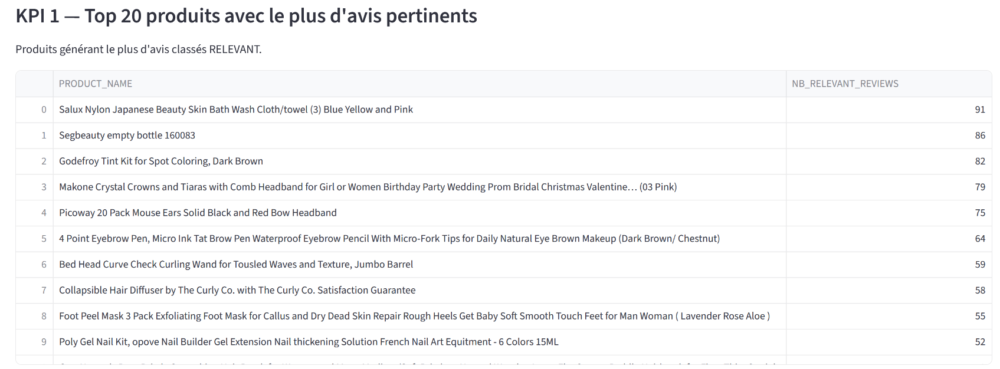 KPI 1 — Top 20 produits avec le plus d'avis pertinents
Produits générant le plus d'avis classés RELEVANT.
PRODUCT_NAME NB_RELEVANT_REVIEWS
0 Salux Nylon Japanese Beauty Skin Bath Wash Cloth/towel (3) Blue Yellow and Pink 91
1 Segbeauty empty bottle 160083 86
2 Godefroy Tint Kit for Spot Coloring, Dark Brown 82
3 Makone Crystal Crowns and Tiaras with Comb Headband for Girl or Women Birthday Party Wedding Prom Bridal Christmas Valentine… (03 Pink) 79
4 Picoway 20 Pack Mouse Ears Solid Black and Red Bow Headband 75
5 4 Point Eyebrow Pen, Micro Ink Tat Brow Pen Waterproof Eyebrow Pencil With Micro-Fork Tips for Daily Natural Eye Brown Makeup (Dark Brown/ Chestnut) 64
6 Bed Head Curve Check Curling Wand for Tousled Waves and Texture, Jumbo Barrel 59
7 Collapsible Hair Diffuser by The Curly Co. with The Curly Co. Satisfaction Guarantee 58
8 Foot Peel Mask 3 Pack Exfoliating Foot Mask for Callus and Dry Dead Skin Repair Rough Heels Get Baby Soft Smooth Touch Feet for Man Woman ( Lavender Rose Aloe ) 55
9 Poly Gel Nail Kit, opove Nail Builder Gel Extension Nail thickening Solution French Nail Art Equitment - 6 Colors 15ML 52